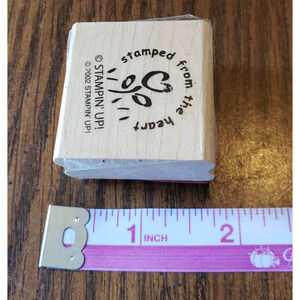 stamped from the heart
© STAMPIN' UP!
© 2002 STAMPIN' UP!
1 INCH 2